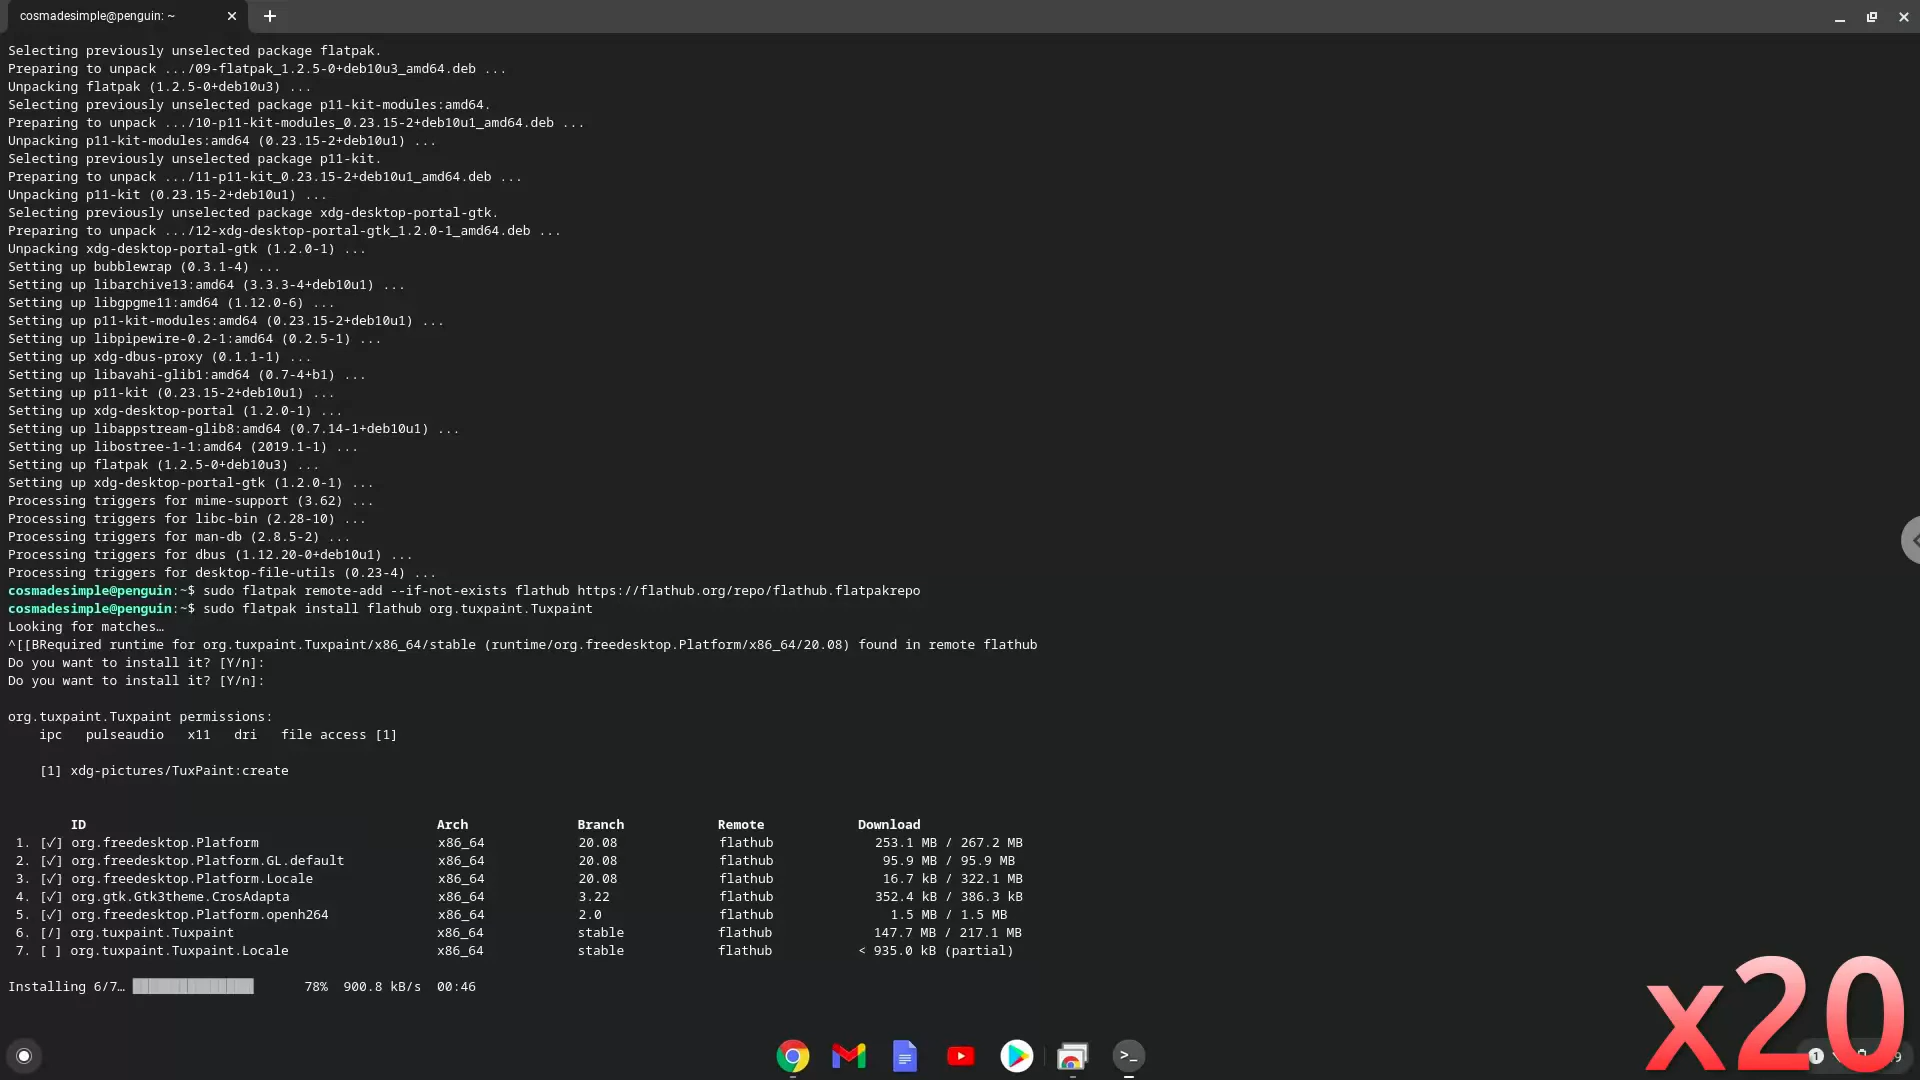 cosmadesimple@penguin: ~
Selecting previously unselected package flatpak.
Preparing to unpack .../09-flatpak_1.2.5-0+deb10u3_amd64.deb ...
Unpacking flatpak (1.2.5-0+deb10u3) ...
Selecting previously unselected package p11-kit-modules:amd64.
Preparing to unpack .../10-p11-kit-modules_0.23.15-2+deb10u1_amd64.deb ...
Unpacking p11-kit-modules:amd64 (0.23.15-2+deb10u1) ...
Selecting previously unselected package p11-kit.
Preparing to unpack .../11-p11-kit_0.23.15-2+deb10u1_amd64.deb ...
Unpacking p11-kit (0.23.15-2+deb10u1) ...
Selecting previously unselected package xdg-desktop-portal-gtk.
Preparing to unpack .../12-xdg-desktop-portal-gtk_1.2.0-1_amd64.deb ...
Unpacking xdg-desktop-portal-gtk (1.2.0-1) ...
Setting up bubblewrap (0.3.1-4) ...
Setting up libarchive13:amd64 (3.3.3-4+deb10u1) ...
Setting up libgpgme11:amd64 (1.12.0-6) ...
Setting up p11-kit-modules:amd64 (0.23.15-2+deb10u1) ...
Setting up libpipewire-0.2-1:amd64 (0.2.5-1) ...
Setting up xdg-dbus-proxy (0.1.1-1) ...
Setting up libavahi-glib1:amd64 (0.7-4+b1) ...
Setting up p11-kit (0.23.15-2+deb10u1) ...
Setting up xdg-desktop-portal (1.2.0-1) ...
Setting up libappstream-glib8:amd64 (0.7.14-1+deb10u1) ...
Setting up libostree-1-1:amd64 (2019.1-1) ...
Setting up flatpak (1.2.5-0+deb10u3) ...
Setting up xdg-desktop-portal-gtk (1.2.0-1) ...
Processing triggers for mime-support (3.62) ...
Processing triggers for libc-bin (2.28-10) ...
Processing triggers for man-db (2.8.5-2) ...
Processing triggers for dbus (1.12.20-0+deb10u1) ...
Processing triggers for desktop-file-utils (0.23-4) ...
cosmadesimple@penguin:~$ sudo flatpak remote-add --if-not-exists flathub https://flathub.org/repo/flathub.flatpakrepo
cosmadesimple@penguin:~$ sudo flatpak install flathub org.tuxpaint.Tuxpaint
Looking for matches…
^[[BRequired runtime for org.tuxpaint.Tuxpaint/x86_64/stable (runtime/org.freedesktop.Platform/x86_64/20.08) found in remote flathub
Do you want to install it? [Y/n]:
Do you want to install it? [Y/n]:
org.tuxpaint.Tuxpaint permissions:
ipc pulseaudio x11 dri file access [1]
[1] xdg-pictures/TuxPaint:create
ID Arch Branch Remote Download
1. [✓] org.freedesktop.Platform x86_64 20.08 flathub 253.1 MB / 267.2 MB
2. [✓] org.freedesktop.Platform.GL.default x86_64 20.08 flathub 95.9 MB / 95.9 MB
3. [✓] org.freedesktop.Platform.Locale x86_64 20.08 flathub 16.7 kB / 322.1 MB
4. [✓] org.gtk.Gtk3theme.CrosAdapta x86_64 3.22 flathub 352.4 kB / 386.3 kB
5. [✓] org.freedesktop.Platform.openh264 x86_64 2.0 flathub 1.5 MB / 1.5 MB
6. [/] org.tuxpaint.Tuxpaint x86_64 stable flathub 147.7 MB / 217.1 MB
7. [ ] org.tuxpaint.Tuxpaint.Locale x86_64 stable flathub < 935.0 kB (partial)
Installing 6/7… 78% 900.8 kB/s 00:46
x20
1